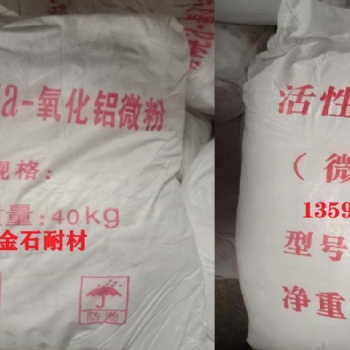 a-氧化铝微粉
规格:
量:40KG
金石耐材
防潮
活性
(微
1359
型号
净重